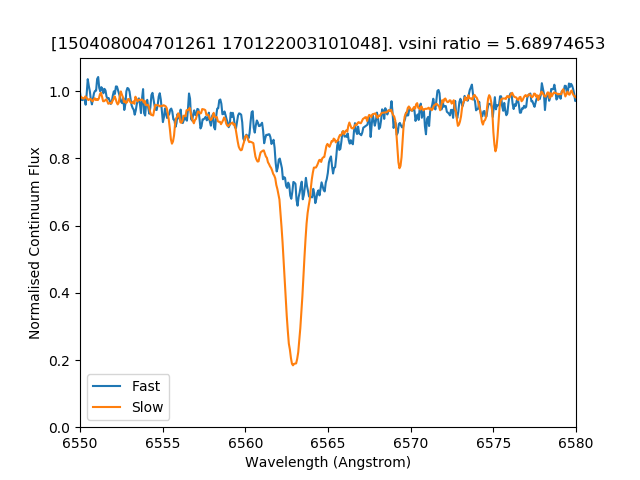 [150408004701261 170122003101048]. vsini ratio = 5.68974653
Normalised Continuum Flux
1.0
0.8
0.6
0.4
0.2
0.0
Fast
Slow
6550 6555 6560 6565 6570 6575 6580
Wavelength (Angstrom)